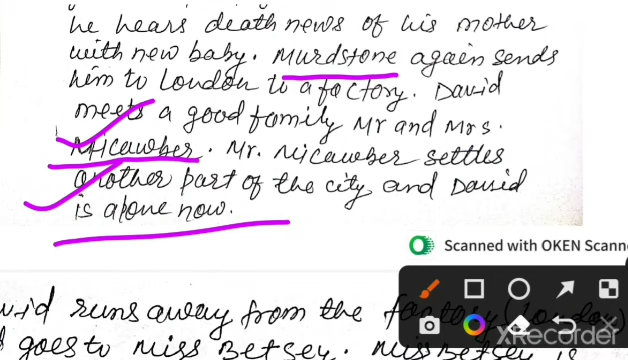 he hears death news of his mother
with new baby. Murdstone again sends
him to London to a factory. David
meets a good family Mr and Mrs.
Micawber. Mr. Micawber settles
another part of the city and David
is alone now.
Scanned with OKEN Scann
vid runs away from the factory (London)
goes to Miss Betsey. Miss Betsey
XRecorder